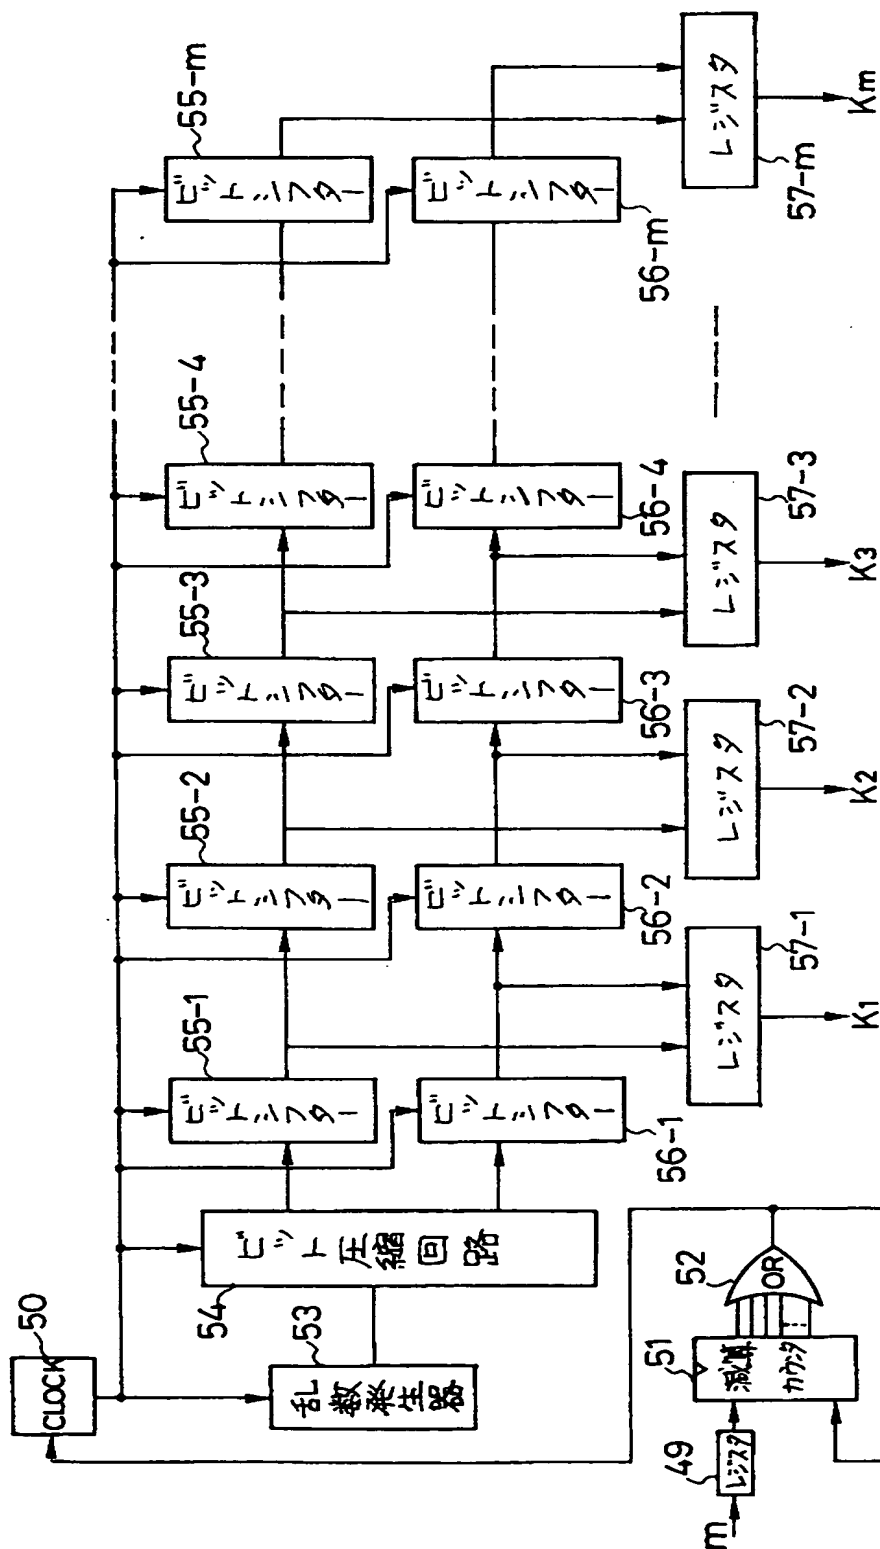 50
CLOCK
53
乱数発生器
54
ビット圧縮回路
55-1
ビットシフター
55-2
ビットシフター
55-3
ビットシフター
55-4
ビットシフター
55-m
ビットシフター
56-1
ビットシフター
56-2
ビットシフター
56-3
ビットシフター
56-4
ビットシフター
56-m
ビットシフター
57-1
レジスタ
K1
57-2
レジスタ
K2
57-3
レジスタ
K3
57-m
レジスタ
Km
m
49
レジスタ
51
減算
カウンタ
52
OR